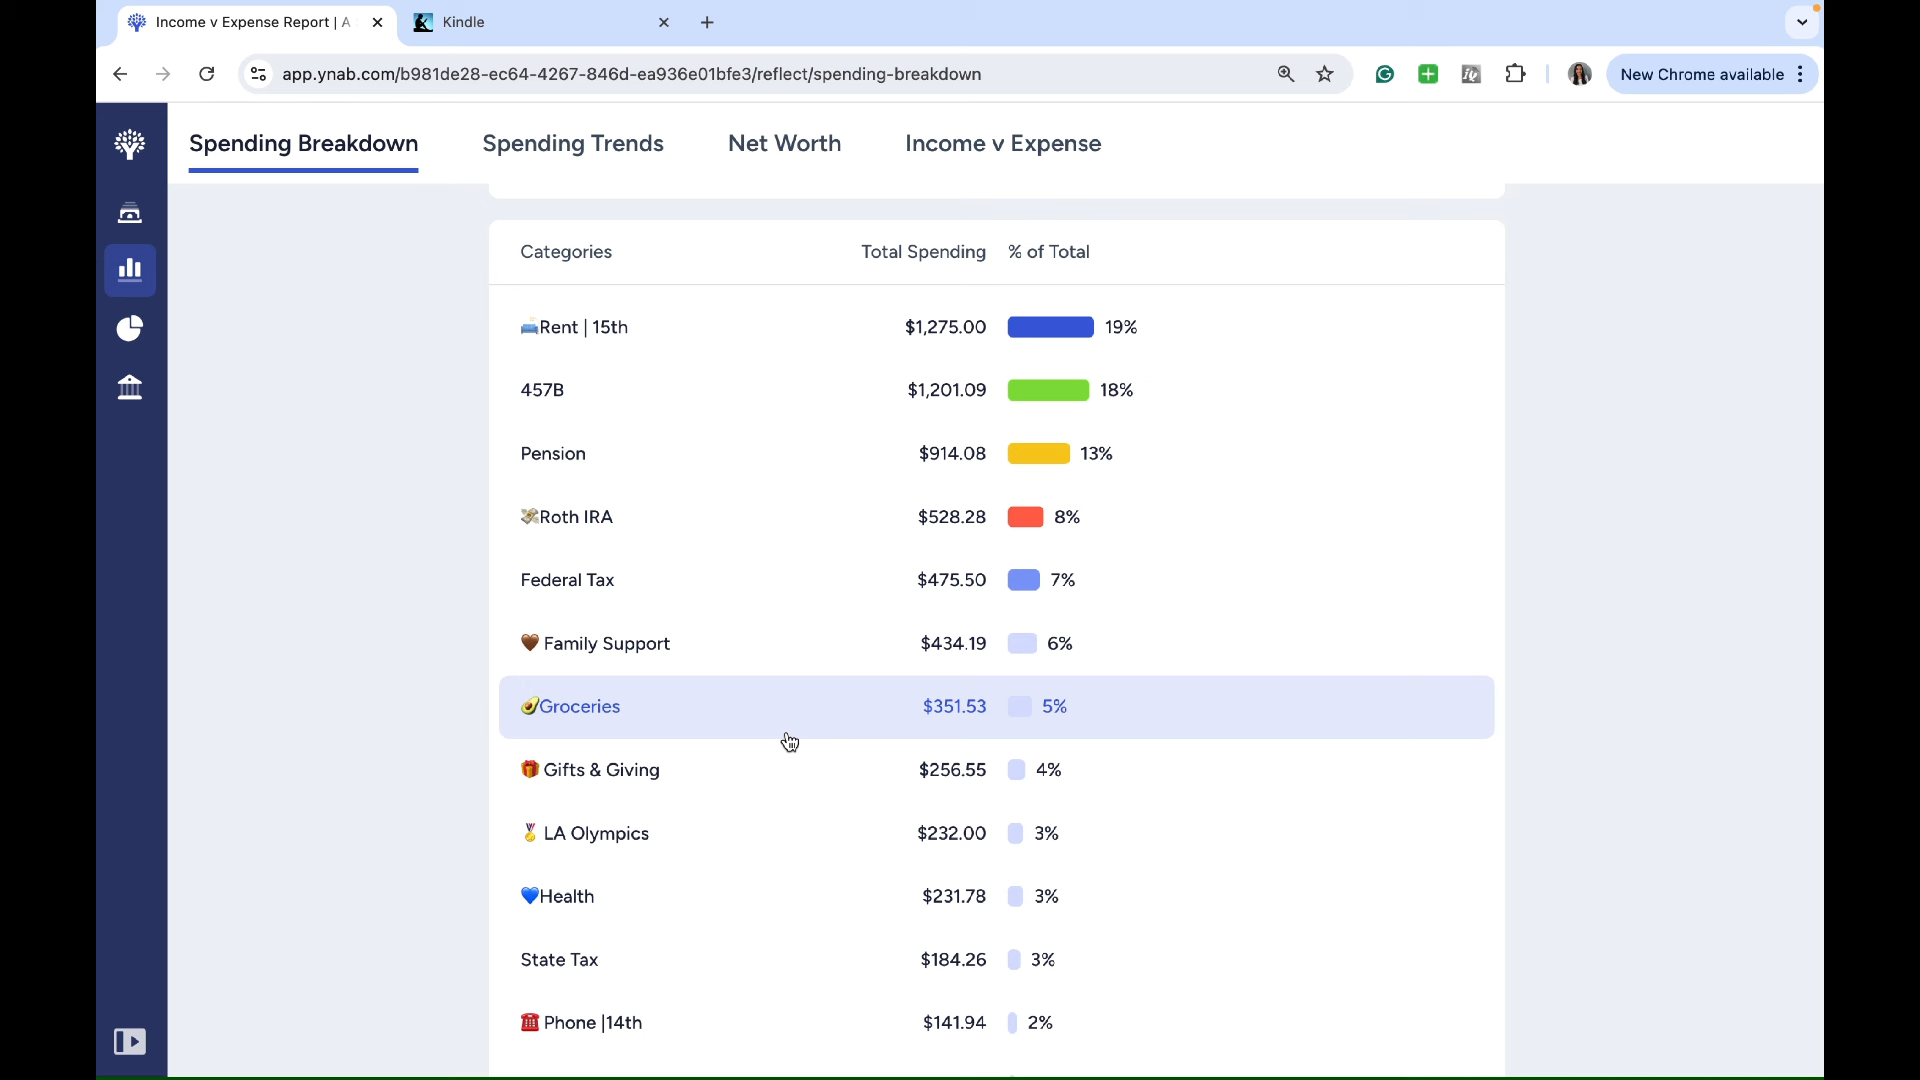 Income v Expense Report | A
Kindle
app.ynab.com/b981de28-ec64-4267-846d-ea936e01bfe3/reflect/spending-breakdown
New Chrome available
Spending Breakdown
Spending Trends
Net Worth
Income v Expense
Categories Total Spending % of Total
Rent | 15th $1,275.00 19%
457B $1,201.09 18%
Pension $914.08 13%
Roth IRA $528.28 8%
Federal Tax $475.50 7%
Family Support $434.19 6%
Groceries $351.53 5%
Gifts & Giving $256.55 4%
LA Olympics $232.00 3%
Health $231.78 3%
State Tax $184.26 3%
Phone |14th $141.94 2%